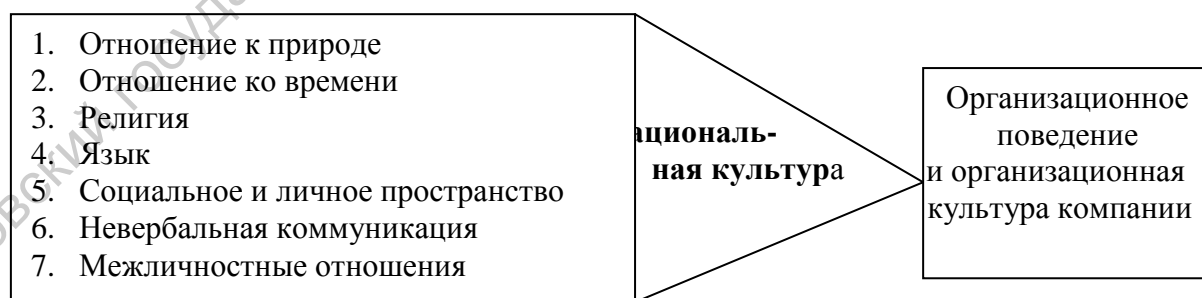 1. Отношение к природе
2. Отношение ко времени
3. Религия
4. Язык
5. Социальное и личное пространство
6. Невербальная коммуникация
7. Межличностные отношения
ациональ-
ная культура
Организационное
поведение
и организационная
культура компании